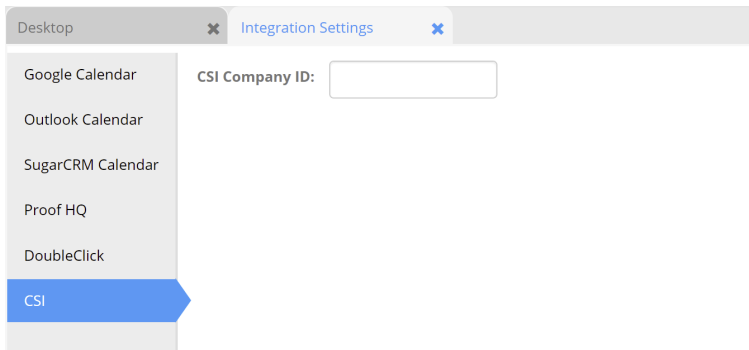 Desktop
Integration Settings
Google Calendar
Outlook Calendar
SugarCRM Calendar
Proof HQ
DoubleClick
CSI
CSI Company ID: